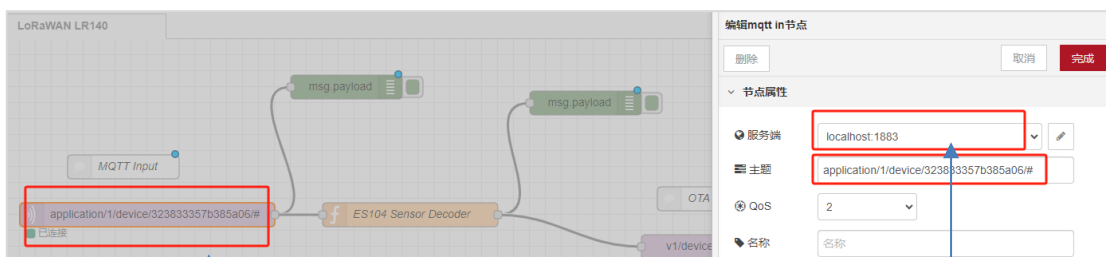 LoRaWAN LR140
msg.payload
msg.payload
MQTT Input
application/1/device/323833357b385a06/#
已连接
ES104 Sensor Decoder
OTA
v1/device
编辑mqtt in节点
删除
取消
完成
节点属性
服务端
localhost:1883
主题
application/1/device/323833357b385a06/#
QoS
2
名称
名称